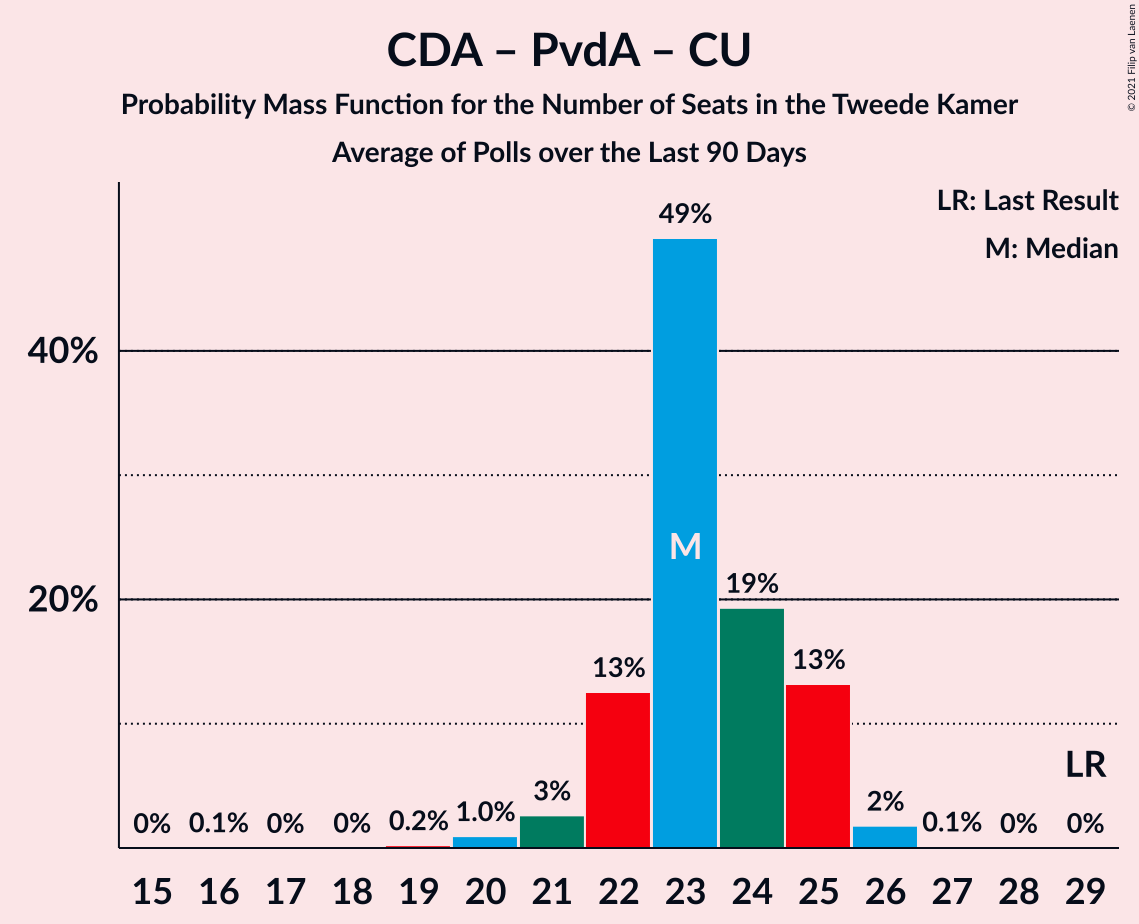 CDA – PvdA – CU
Probability Mass Function for the Number of Seats in the Tweede Kamer
Average of Polls over the Last 90 Days
© 2021 Filip van Laenen
LR: Last Result
M: Median
49%
40%
M
19%
20%
13%
13%
LR
3%
2%
1.0%
0% 0.1% 0% 0% 0.2% 0.1% 0% 0%
15 16 17 18 19 20 21 22 23 24 25 26 27 28 29